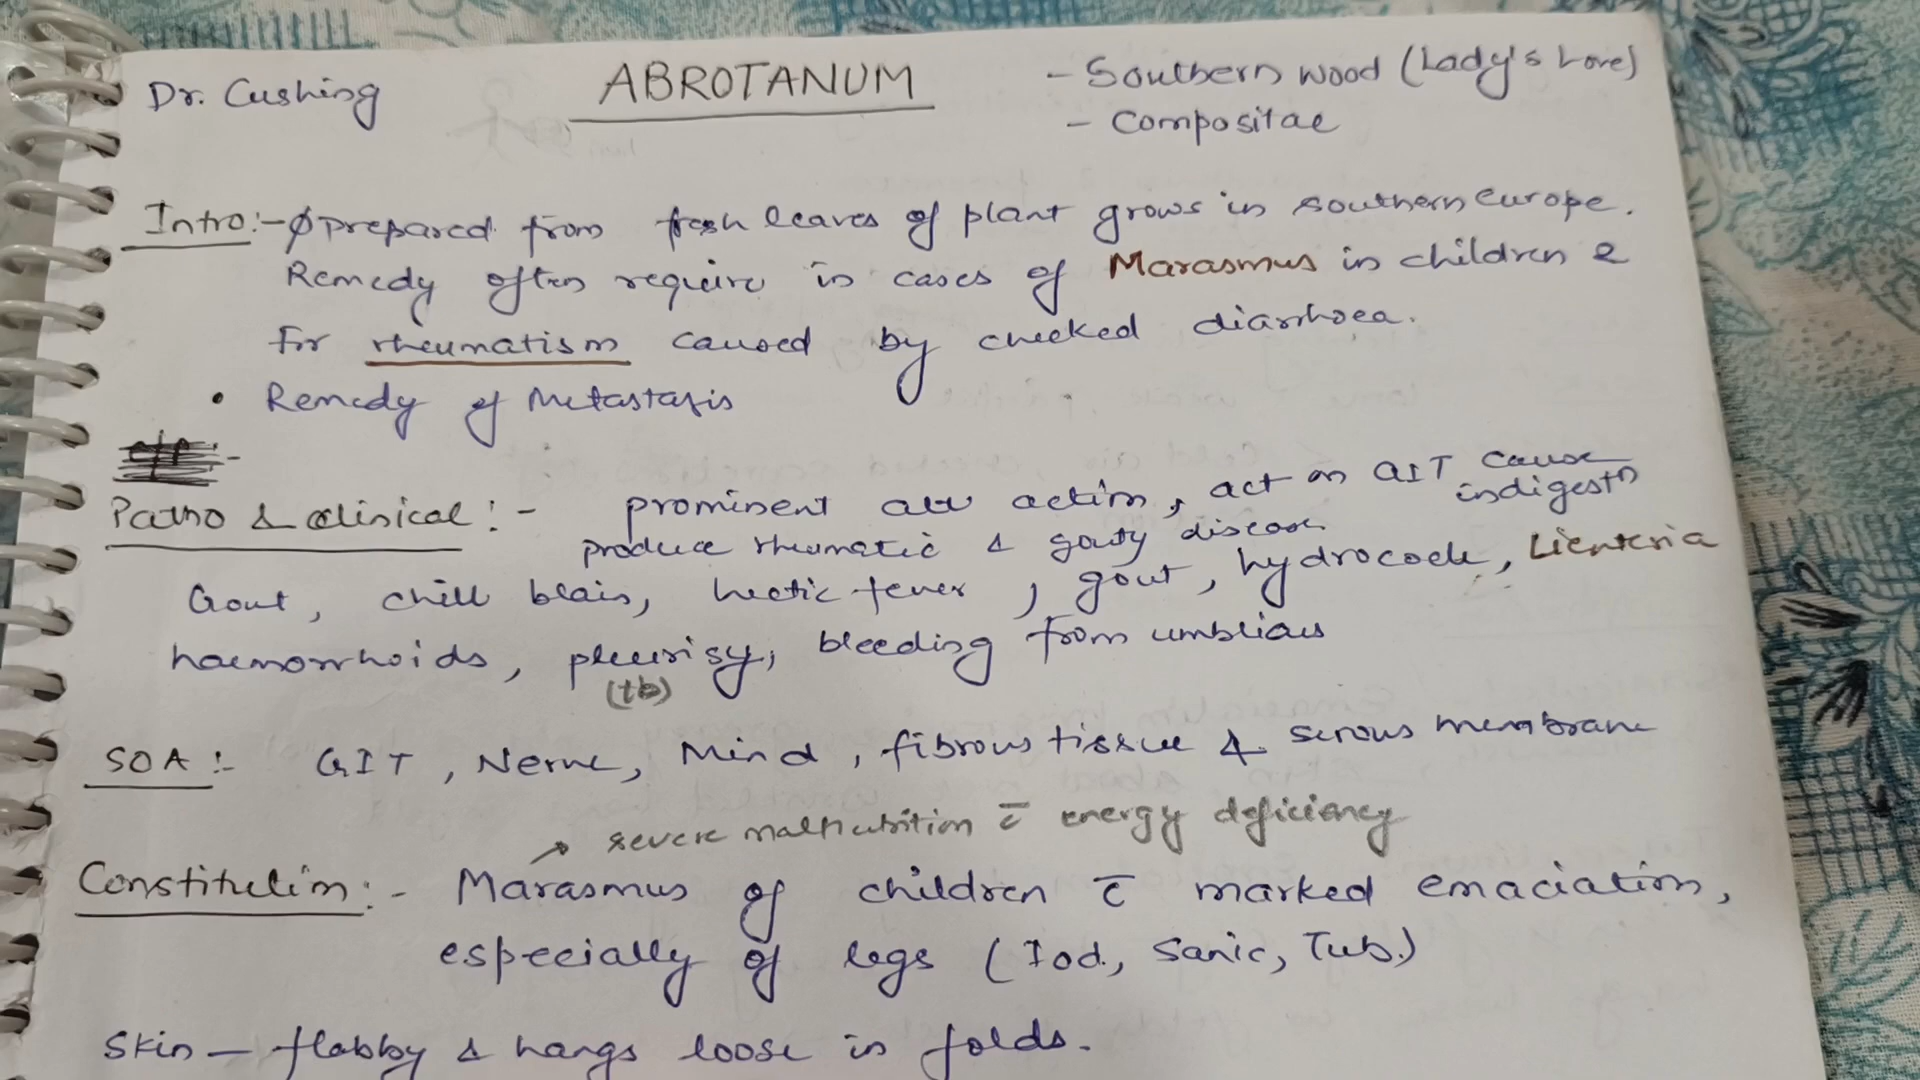 Dr. Cushing ABROTANUM - Southern wood (Lady's Love)
- Compositae
Intro:- ϕ prepared from fresh leaves of plant grows in southern europe.
Remedy often require in cases of Marasmus in children &
for rheumatism caused by checked diarrhoea.
• Remedy of Metastasis
Patho & clinical :- prominent action, act on GIT cause indigestn
produce rheumatic & gouty disease
Gout, chill blain, hectic fever, gout, hydrocoele, Lienteria
haemorrhoids, pleurisy, bleeding from umblicus
(tb)
SOA :- GIT, Nerve, Mind, fibrous tissue & serous membrane
→ severe malnutrition c̄ energy deficiency
Constitution :- Marasmus of children c̄ marked emaciation,
especially of legs (Iod., Sanic, Tub.)
Skin - flabby & hangs loose in folds.